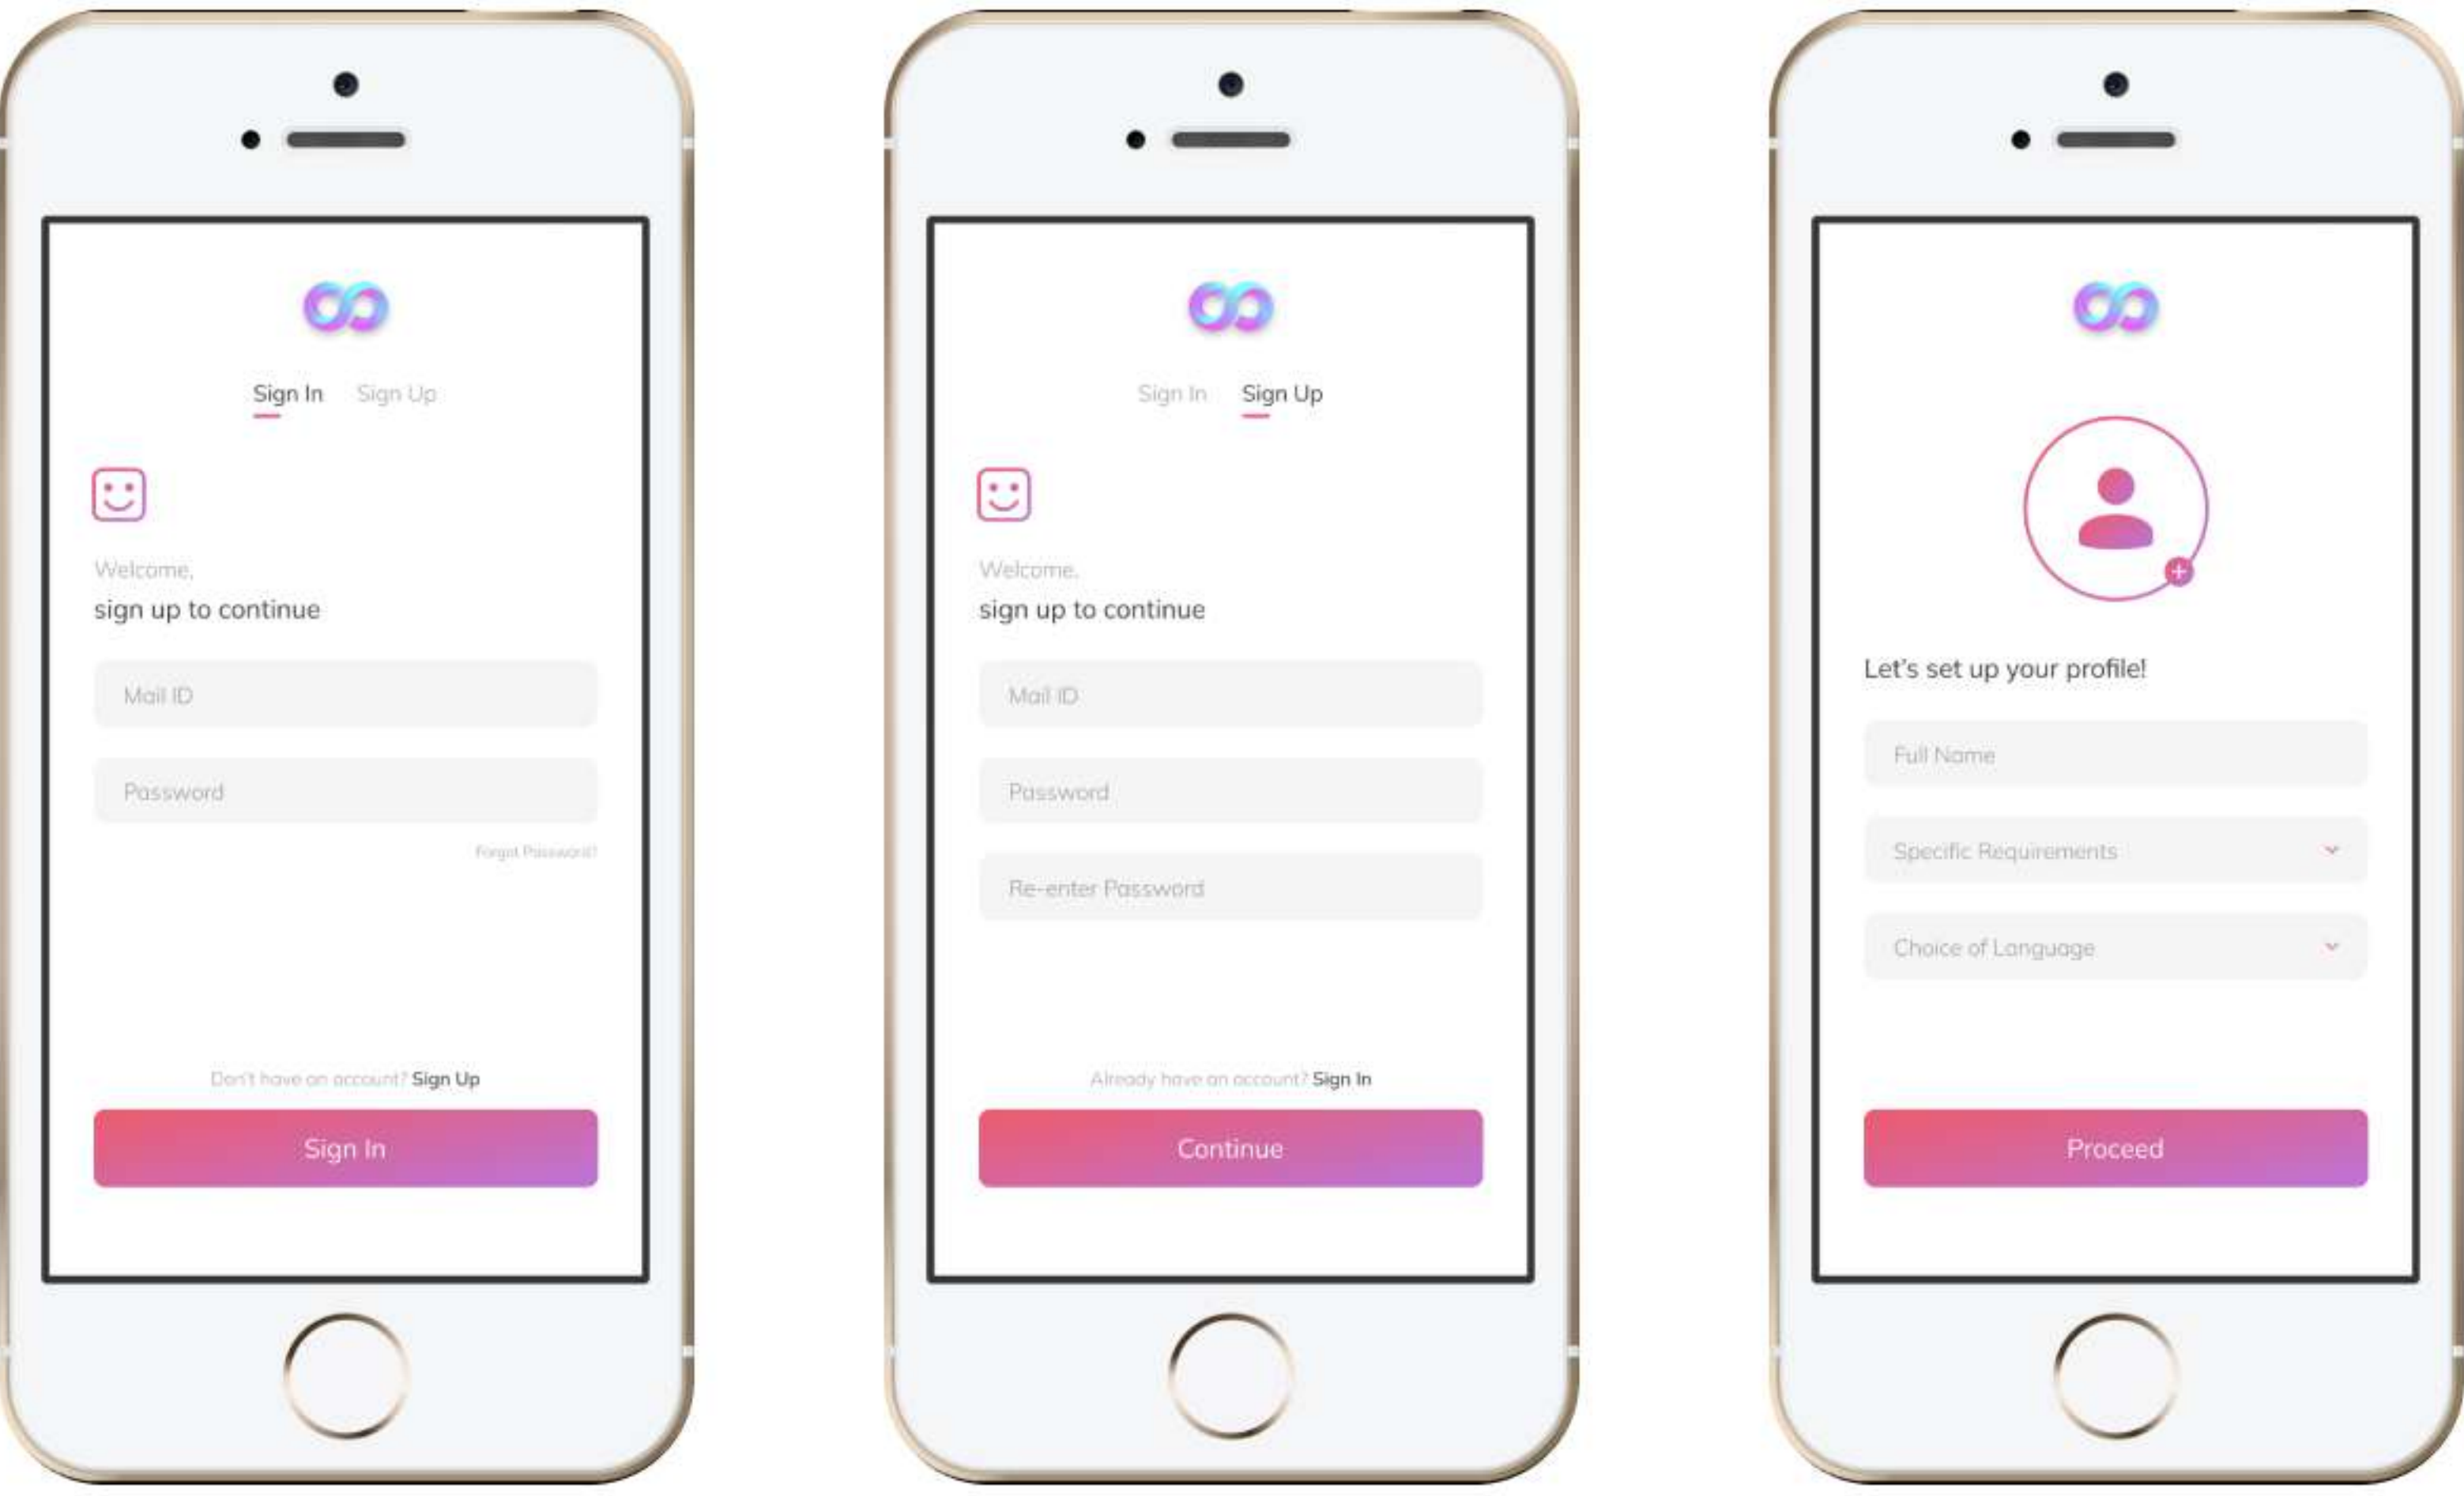 Sign In Sign Up
Welcome,
sign up to continue
Mail ID
Password
Forgot Password?
Don't have an account? Sign Up
Sign In
Sign In Sign Up
Welcome,
sign up to continue
Mail ID
Password
Re-enter Password
Already have an account? Sign In
Continue
Let's set up your profile!
Full Name
Specific Requirements
Choice of Language
Proceed